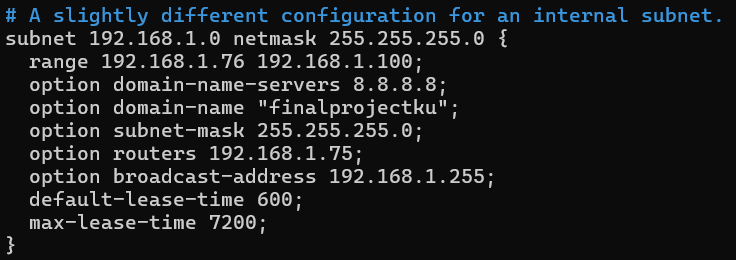 # A slightly different configuration for an internal subnet.
subnet 192.168.1.0 netmask 255.255.255.0 {
  range 192.168.1.76 192.168.1.100;
  option domain-name-servers 8.8.8.8;
  option domain-name "finalprojectku";
  option subnet-mask 255.255.255.0;
  option routers 192.168.1.75;
  option broadcast-address 192.168.1.255;
  default-lease-time 600;
  max-lease-time 7200;
}